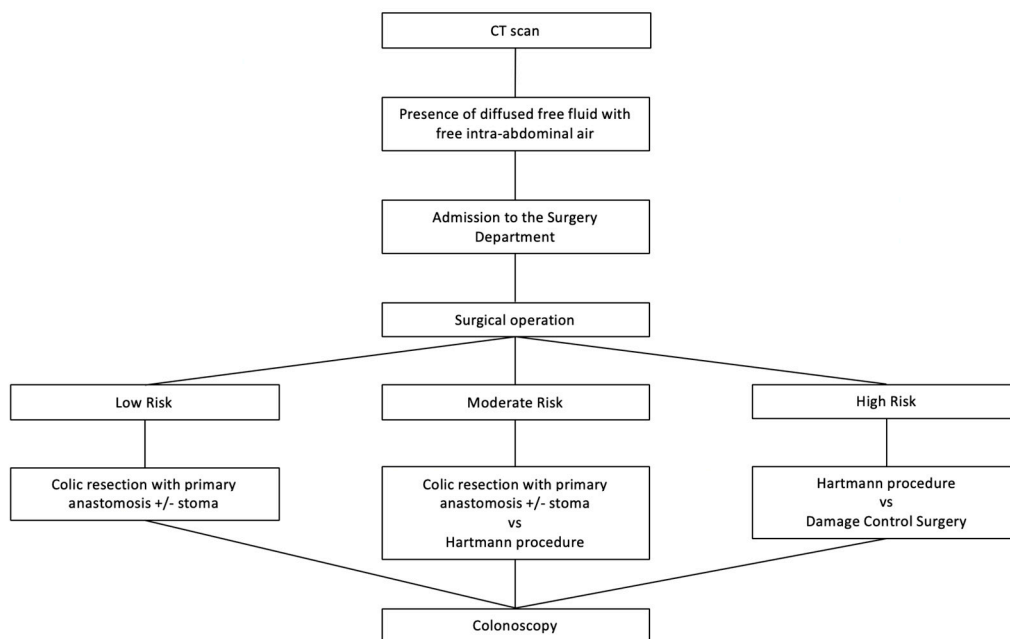 CT scan
Presence of diffused free fluid with
free intra-abdominal air
Admission to the Surgery
Department
Surgical operation
Low Risk
Moderate Risk
High Risk
Colic resection with primary
anastomosis +/- stoma
Colic resection with primary
anastomosis +/- stoma
vs
Hartmann procedure
Hartmann procedure
vs
Damage Control Surgery
Colonoscopy